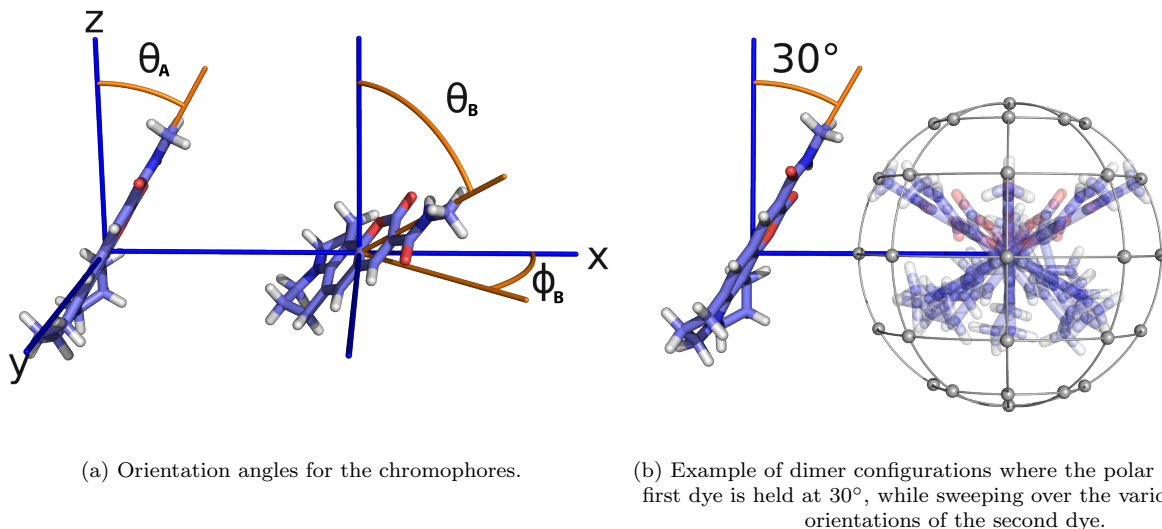 z
θA
θB
x
ϕB
y
30°
(a) Orientation angles for the chromophores.
(b) Example of dimer configurations where the polar
first dye is held at 30°, while sweeping over the
orientations of the second dye.